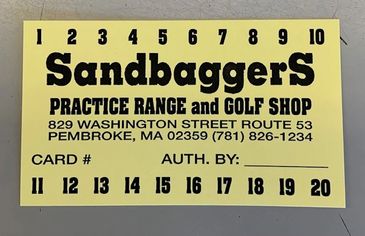 1 2 3 4 5 6 7 8 9 10
SandbaggerS
PRACTICE RANGE and GOLF SHOP
829 WASHINGTON STREET ROUTE 53
PEMBROKE, MA 02359 (781) 826-1234
CARD # AUTH. BY: ___________
11 12 13 14 15 16 17 18 19 20